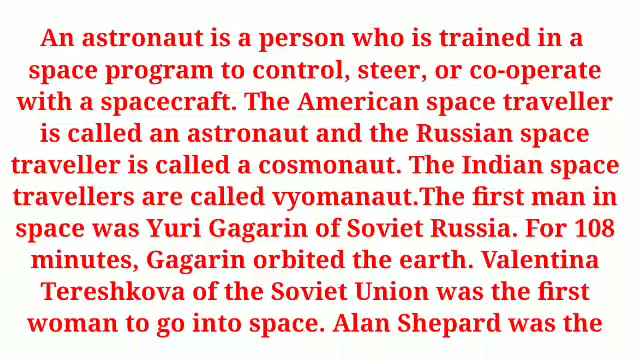 An astronaut is a person who is trained in a
space program to control, steer, or co-operate
with a spacecraft. The American space traveller
is called an astronaut and the Russian space
traveller is called a cosmonaut. The Indian space
travellers are called vyomanaut.The first man in
space was Yuri Gagarin of Soviet Russia. For 108
minutes, Gagarin orbited the earth. Valentina
Tereshkova of the Soviet Union was the first
woman to go into space. Alan Shepard was the